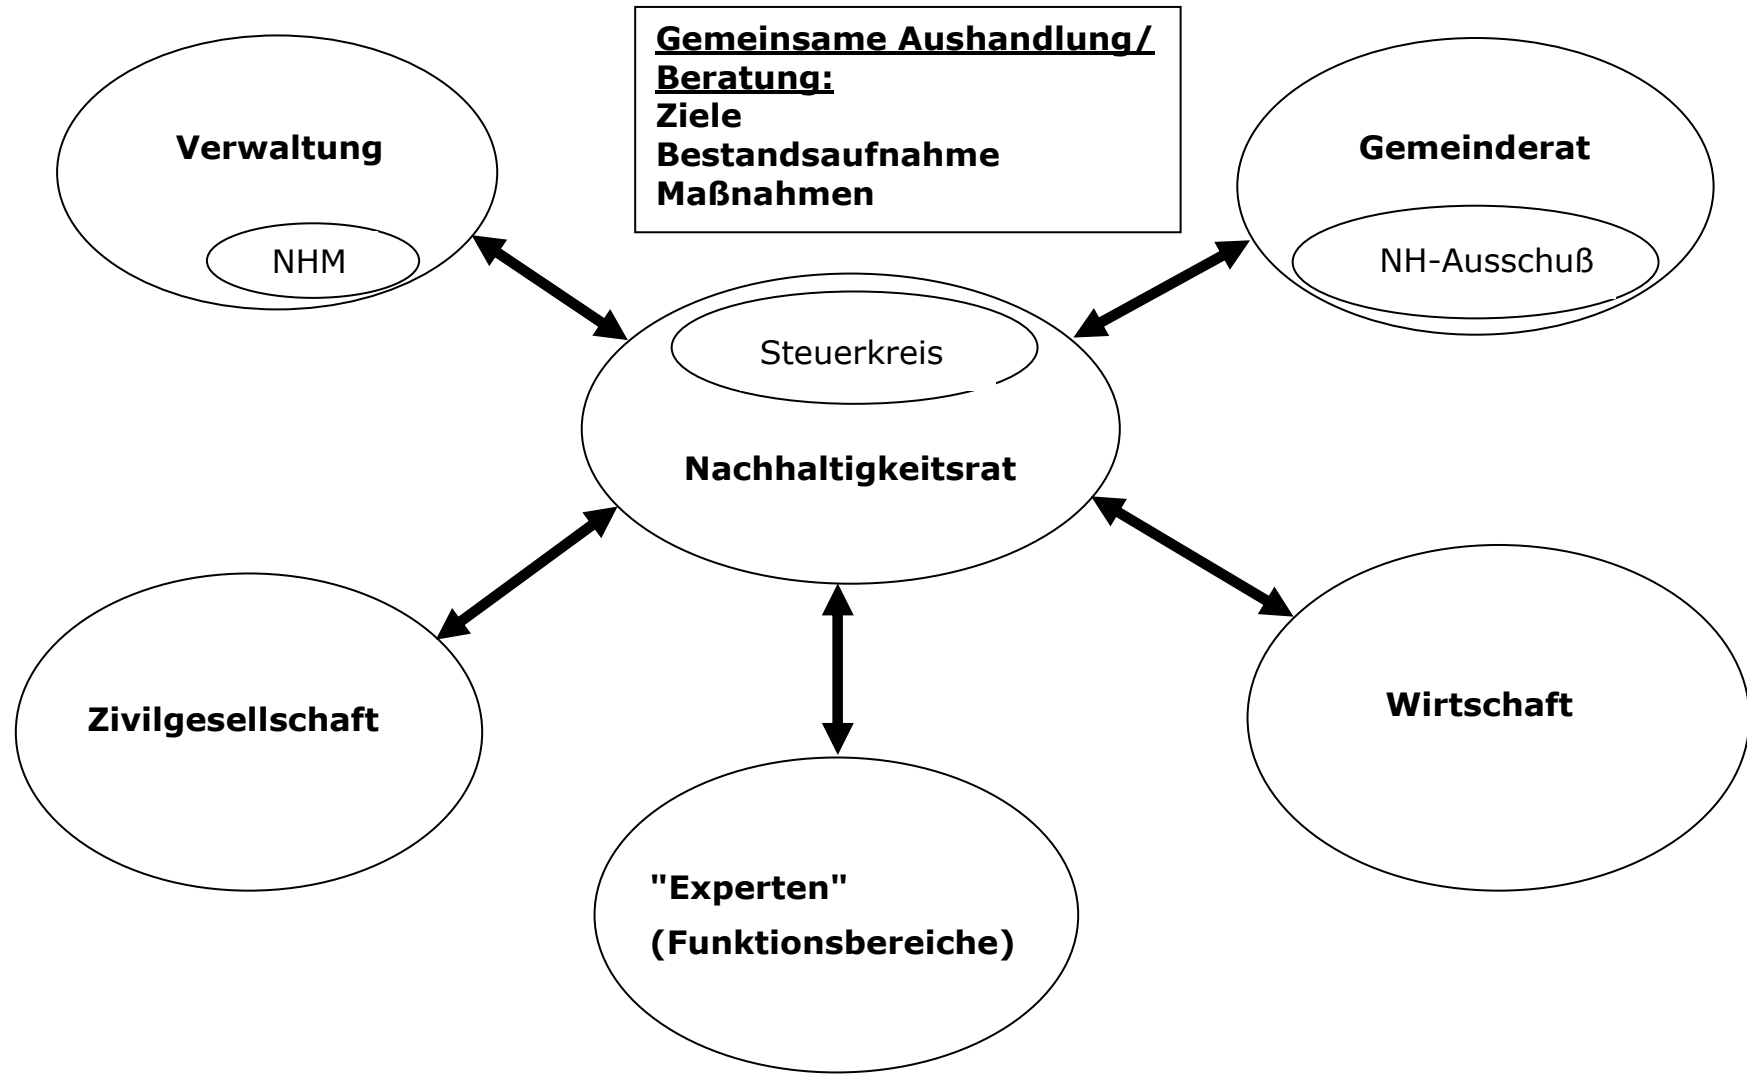 Gemeinsame Aushandlung/
Beratung:
Ziele
Bestandsaufnahme
Maßnahmen
Verwaltung
NHM
Gemeinderat
NH-Ausschuß
Steuerkreis
Nachhaltigkeitsrat
Zivilgesellschaft
Wirtschaft
"Experten"
(Funktionsbereiche)